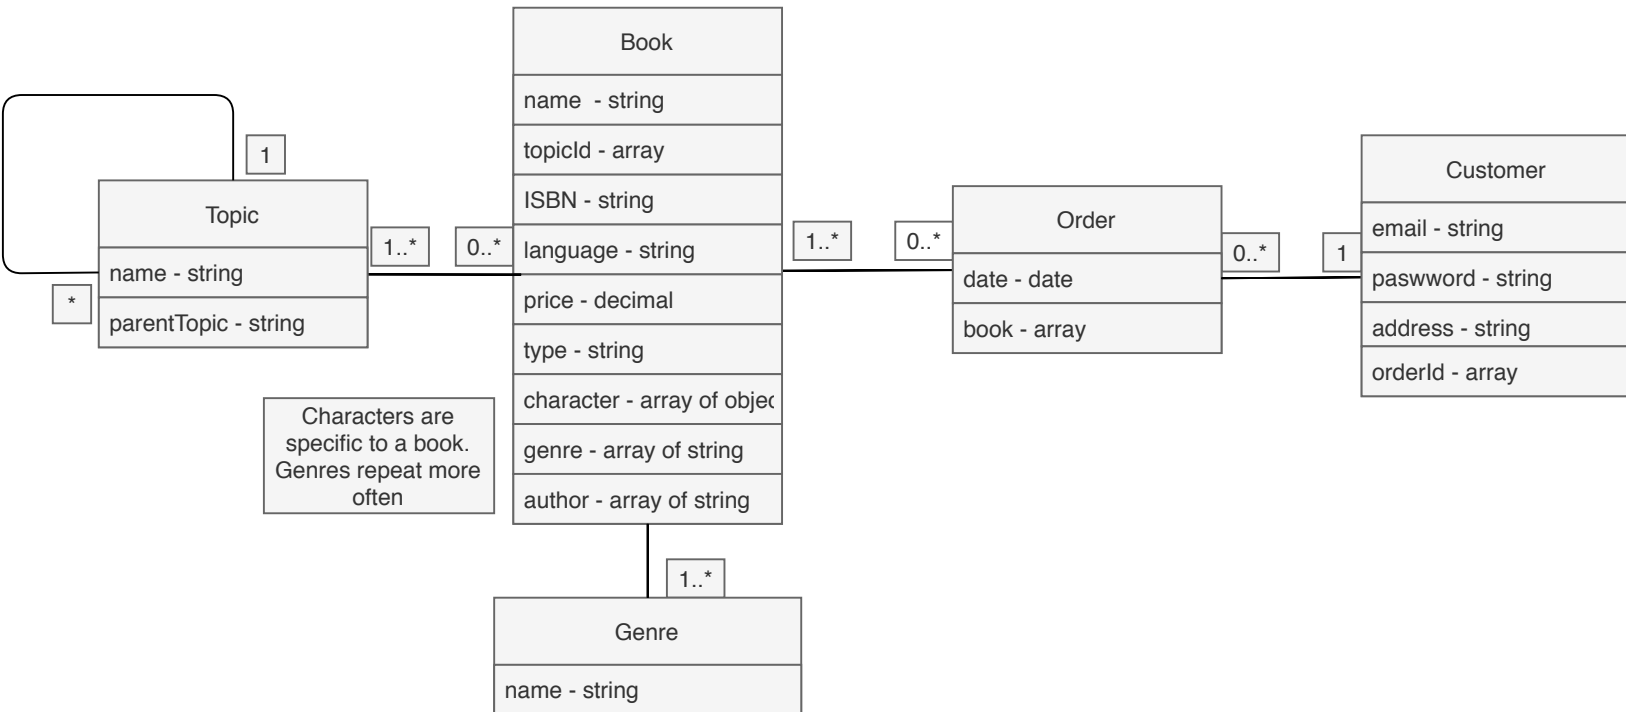 Book
name - string
topicId - array
ISBN - string
language - string
price - decimal
type - string
character - array of objec
genre - array of string
author - array of string
1
Topic
name - string
parentTopic - string
*
1..*
0..*
Characters are
specific to a book.
Genres repeat more
often
1..*
0..*
Order
date - date
book - array
0..*
1
Customer
email - string
paswword - string
address - string
orderId - array
1..*
Genre
name - string